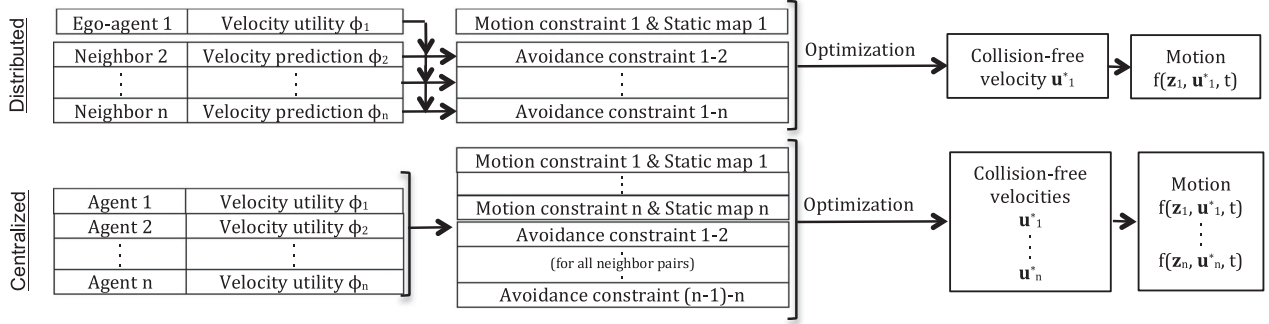 Distributed
Ego-agent 1 Velocity utility ϕ₁
Neighbor 2 Velocity prediction ϕ₂
Neighbor n Velocity prediction ϕₙ
Motion constraint 1 & Static map 1
Avoidance constraint 1-2
Avoidance constraint 1-n
Optimization
Collision-free
velocity u*₁
Motion
f(z₁, u*₁, t)
Centralized
Agent 1 Velocity utility ϕ₁
Agent 2 Velocity utility ϕ₂
Agent n Velocity utility ϕₙ
Motion constraint 1 & Static map 1
Motion constraint n & Static map n
Avoidance constraint 1-2
(for all neighbor pairs)
Avoidance constraint (n-1)-n
Optimization
Collision-free
velocities
u*₁
u*ₙ
Motion
f(z₁, u*₁, t)
f(zₙ, u*ₙ, t)